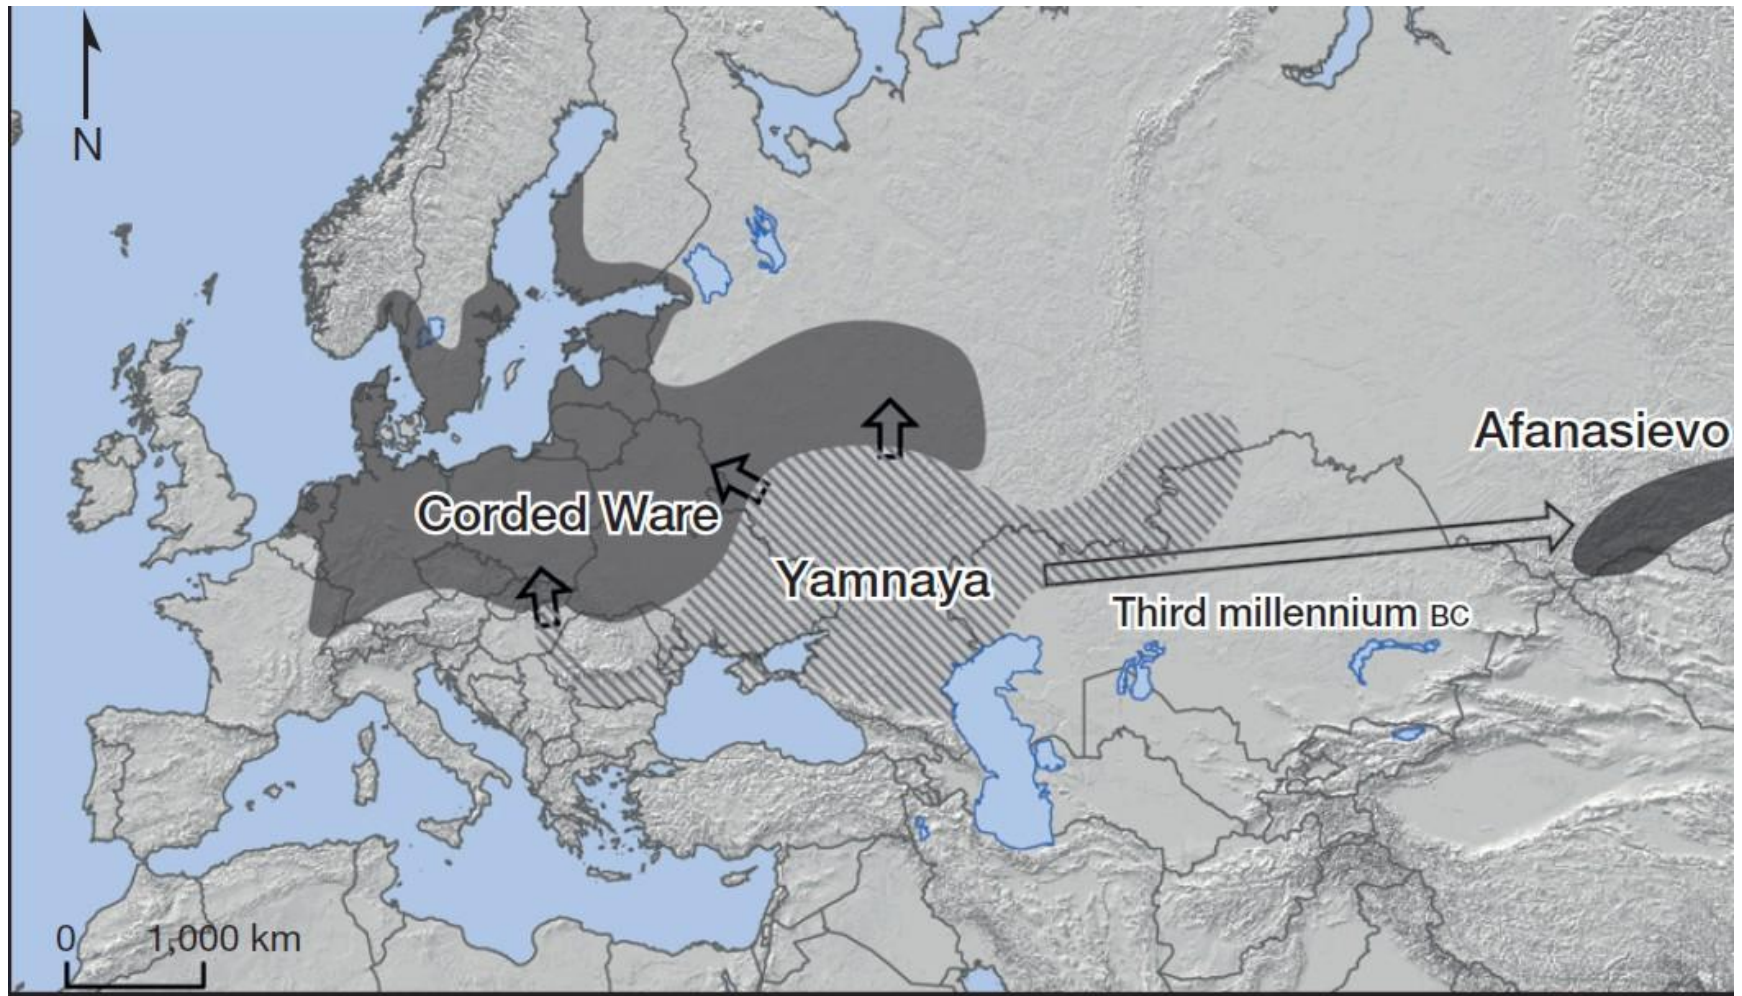 N
Afanasievo
Corded Ware
Yamnaya
Third millennium BC
0 1,000 km